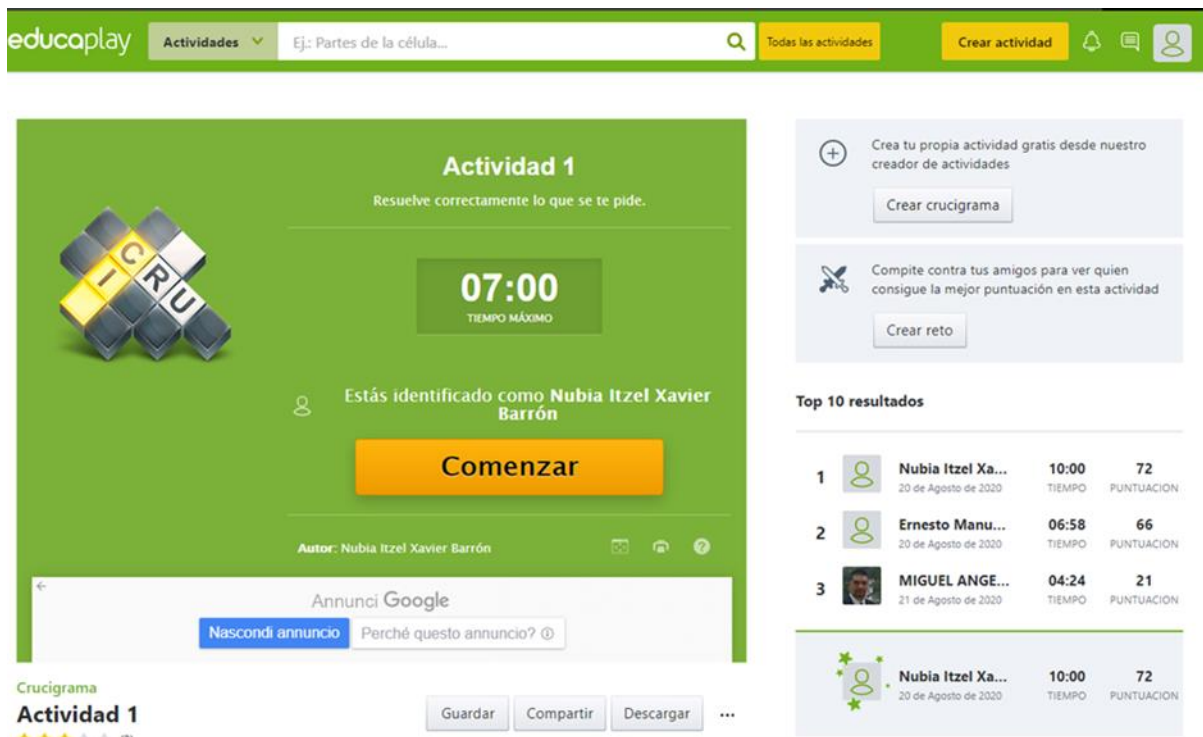 educaplay
Actividades
Ej.: Partes de la célula...
Todas las actividades
Crear actividad
Actividad 1
Resuelve correctamente lo que se te pide.
CRU
I
07:00
TIEMPO MÁXIMO
Estás identificado como Nubia Itzel Xavier
Barrón
Comenzar
Autor: Nubia Itzel Xavier Barrón
Annunci Google
Nascondi annuncio
Perché questo annuncio?
Crucigrama
Actividad 1
Guardar
Compartir
Descargar
...
Crea tu propia actividad gratis desde nuestro
creador de actividades
Crear crucigrama
Compite contra tus amigos para ver quien
consigue la mejor puntuación en esta actividad
Crear reto
Top 10 resultados
1 Nubia Itzel Xa... 10:00 72
20 de Agosto de 2020 TIEMPO PUNTUACION
2 Ernesto Manu... 06:58 66
20 de Agosto de 2020 TIEMPO PUNTUACION
3 MIGUEL ANGE... 04:24 21
21 de Agosto de 2020 TIEMPO PUNTUACION
Nubia Itzel Xa... 10:00 72
20 de Agosto de 2020 TIEMPO PUNTUACION